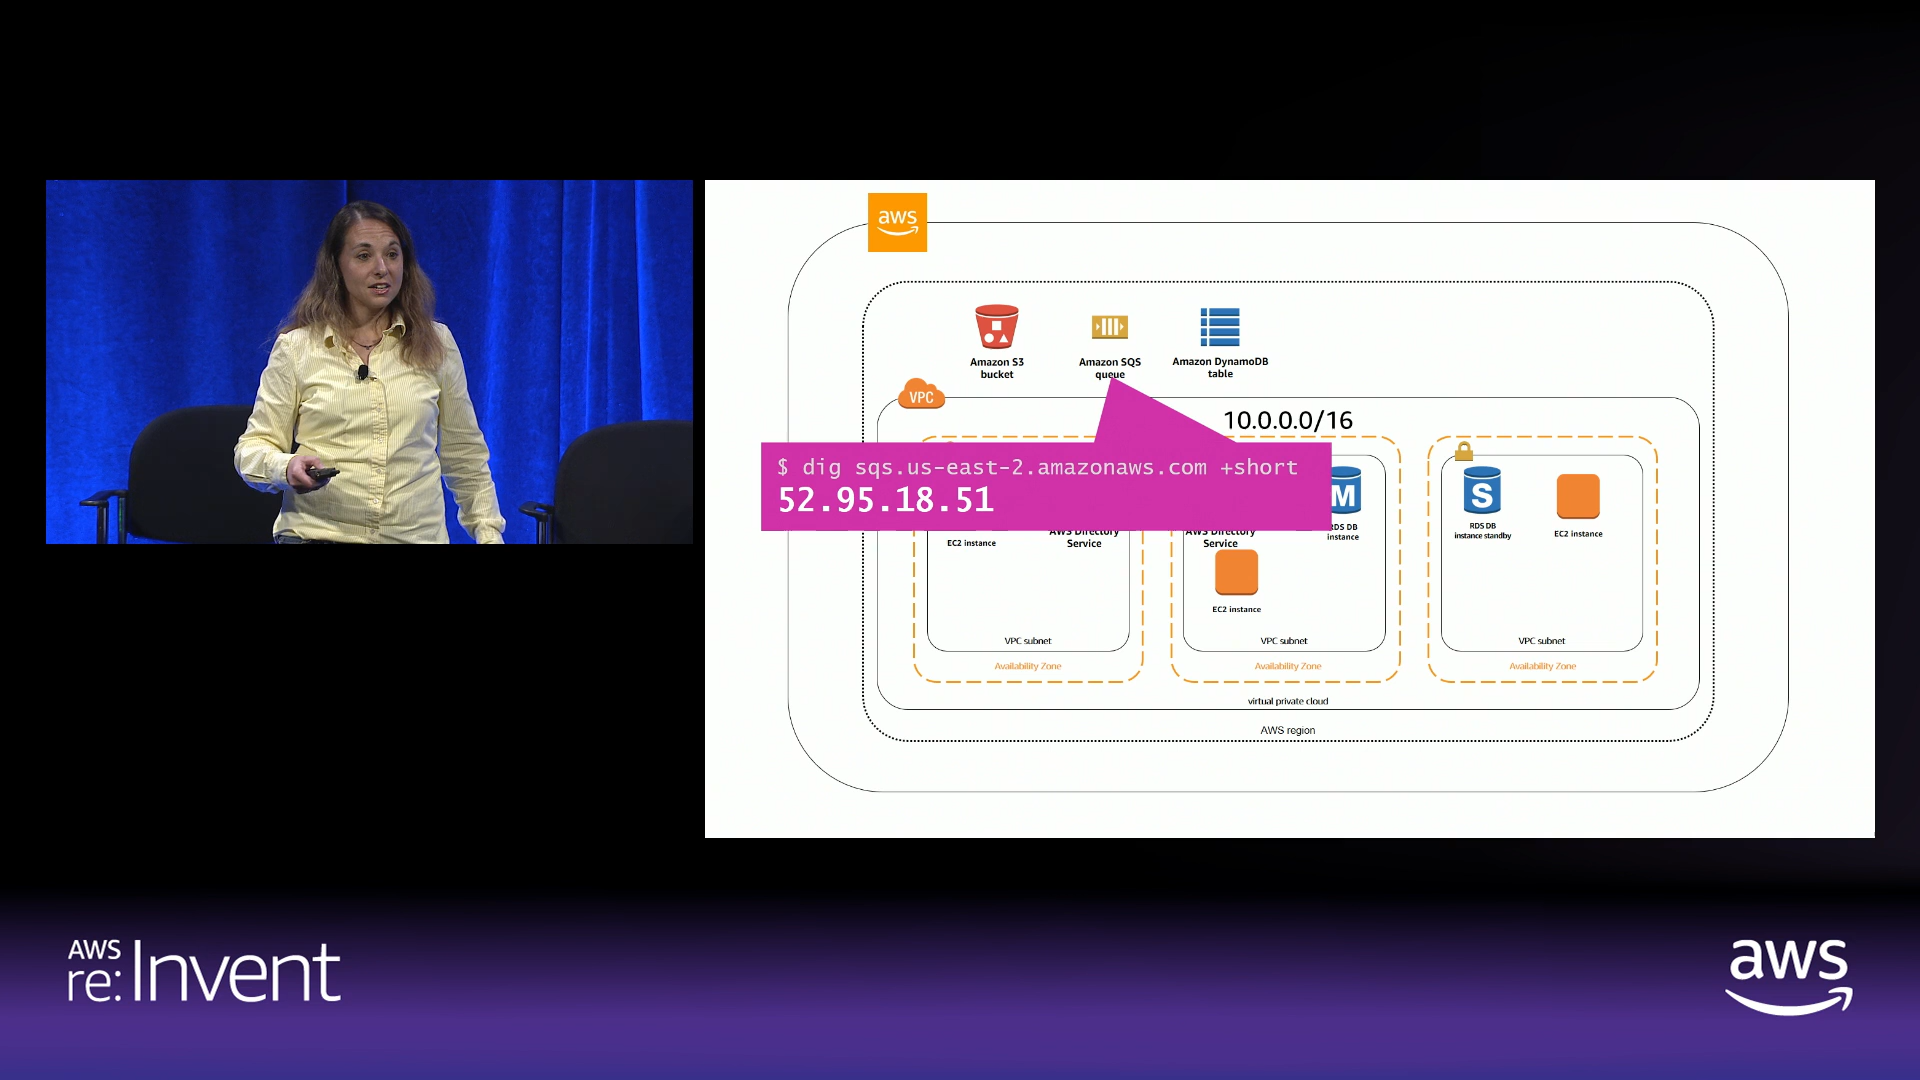 aws
Amazon S3
bucket
Amazon SQS
queue
Amazon DynamoDB
table
VPC
10.0.0.0/16
$ dig sqs.us-east-2.amazonaws.com +short
52.95.18.51
EC2 instance
AWS Directory
Service
AWS Directory
Service
EC2 instance
M
RDS DB
instance
S
RDS DB
instance standby
EC2 instance
VPC subnet
VPC subnet
VPC subnet
Availability Zone
Availability Zone
Availability Zone
virtual private cloud
AWS region
AWS
re:Invent
aws